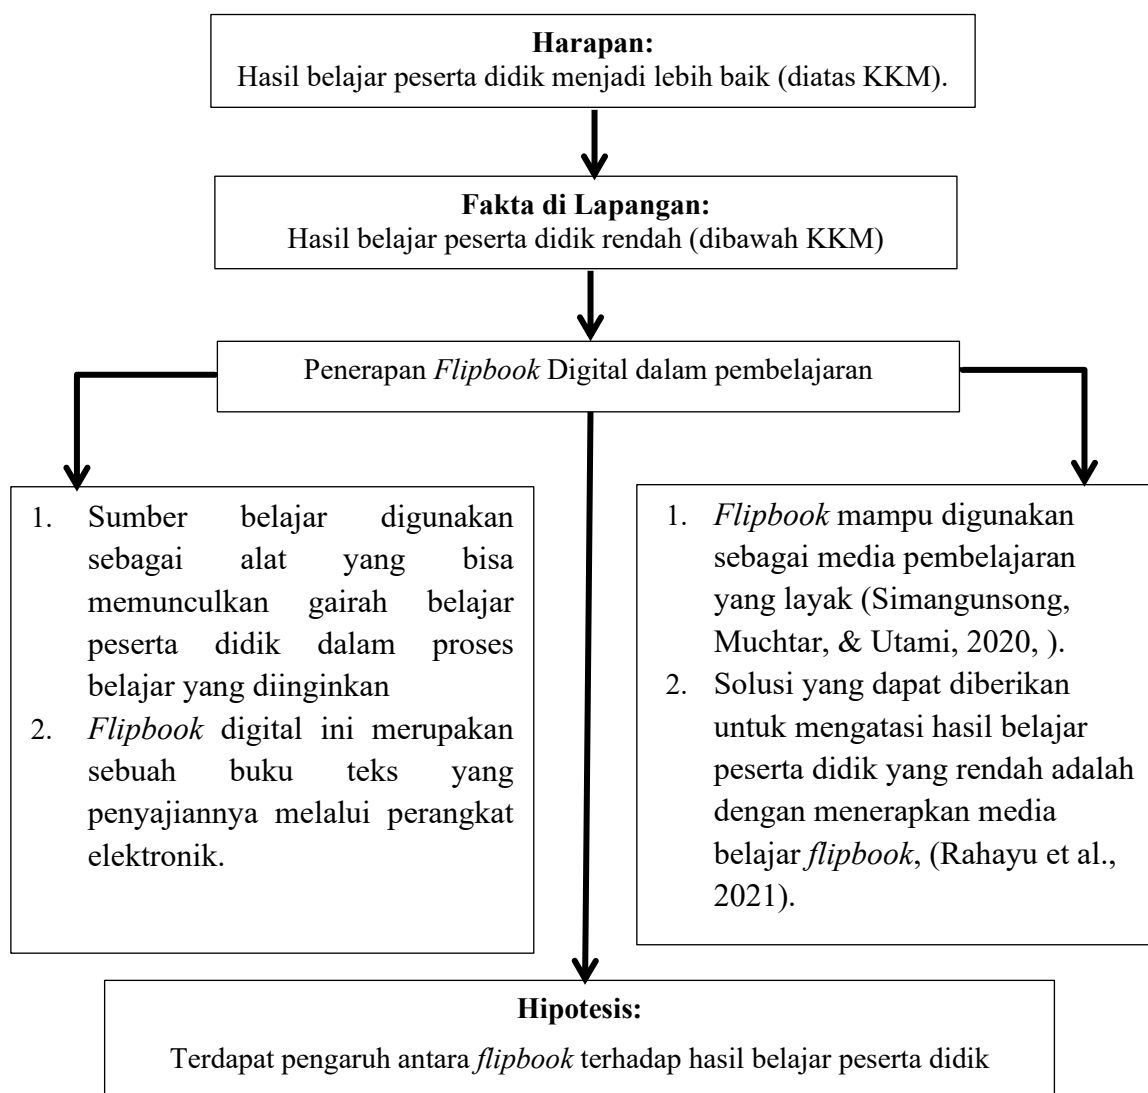 Harapan:
Hasil belajar peserta didik menjadi lebih baik (diatas KKM).
Fakta di Lapangan:
Hasil belajar peserta didik rendah (dibawah KKM)
Penerapan Flipbook Digital dalam pembelajaran
1. Sumber belajar digunakan
sebagai alat yang bisa
memunculkan gairah belajar
peserta didik dalam proses
belajar yang diinginkan
2. Flipbook digital ini merupakan
sebuah buku teks yang
penyajiannya melalui perangkat
elektronik.
1. Flipbook mampu digunakan
sebagai media pembelajaran
yang layak (Simangunsong,
Muchtar, & Utami, 2020, ).
2. Solusi yang dapat diberikan
untuk mengatasi hasil belajar
peserta didik yang rendah adalah
dengan menerapkan media
belajar flipbook, (Rahayu et al.,
2021).
Hipotesis:
Terdapat pengaruh antara flipbook terhadap hasil belajar peserta didik